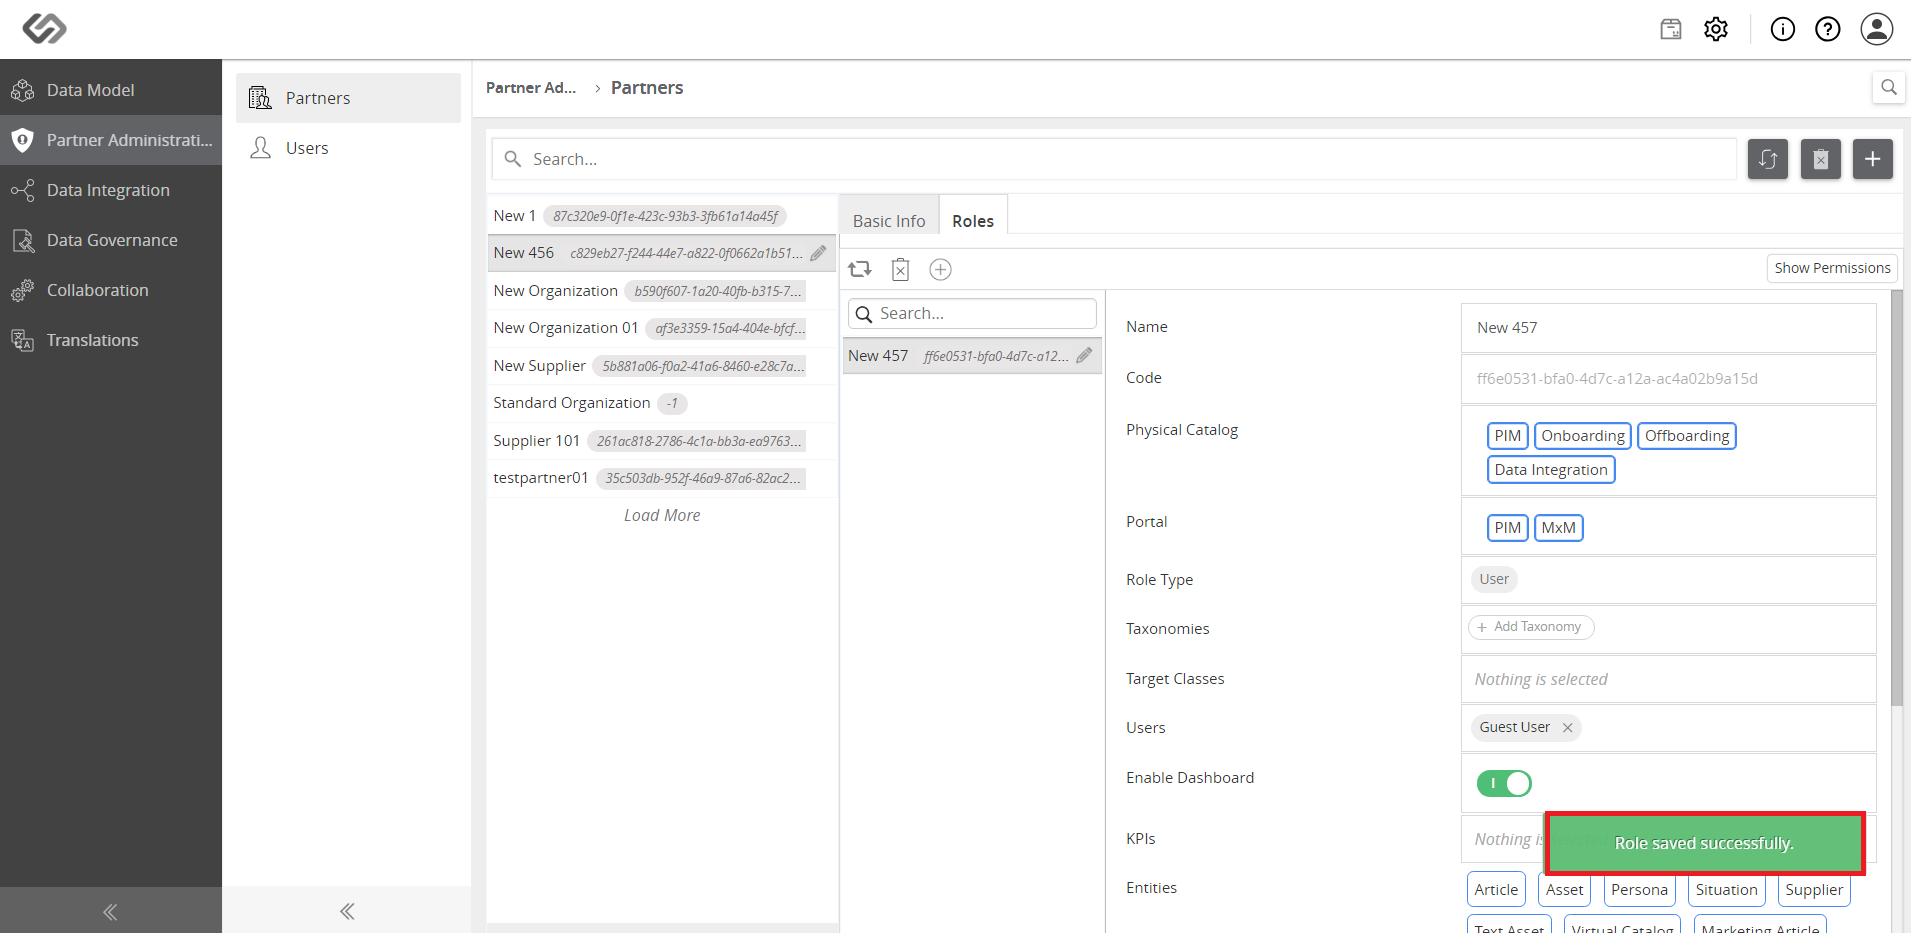 Data Model
Partner Administrati...
Data Integration
Data Governance
Collaboration
Translations
Partners
Users
Partner Ad... > Partners
Search...
New 1 87c320e9-0f1e-423c-93b3-3fb61a14a45f
New 456 c829eb27-f244-44e7-a822-0f0662a1b51...
New Organization b590f607-1a20-40fb-b315-7...
New Organization 01 af3e3359-15a4-404e-bfcf...
New Supplier 5b881a06-f0a2-41a6-8460-e28c7a...
Standard Organization -1
Supplier 101 261ac818-2786-4c1a-bb3a-ea9763...
testpartner01 35c503db-952f-46a9-87a6-82ac2...
Load More
Basic Info Roles
Show Permissions
Search...
New 457 ff6e0531-bfa0-4d7c-a12...
Name New 457
Code ff6e0531-bfa0-4d7c-a12a-ac4a02b9a15d
Physical Catalog PIM Onboarding Offboarding
Data Integration
Portal PIM MxM
Role Type User
Taxonomies + Add Taxonomy
Target Classes Nothing is selected
Users Guest User ×
Enable Dashboard
KPIs Nothing
Role saved successfully.
Entities Article Asset Persona Situation Supplier
Text Asset Virtual Catalog Marketing Article